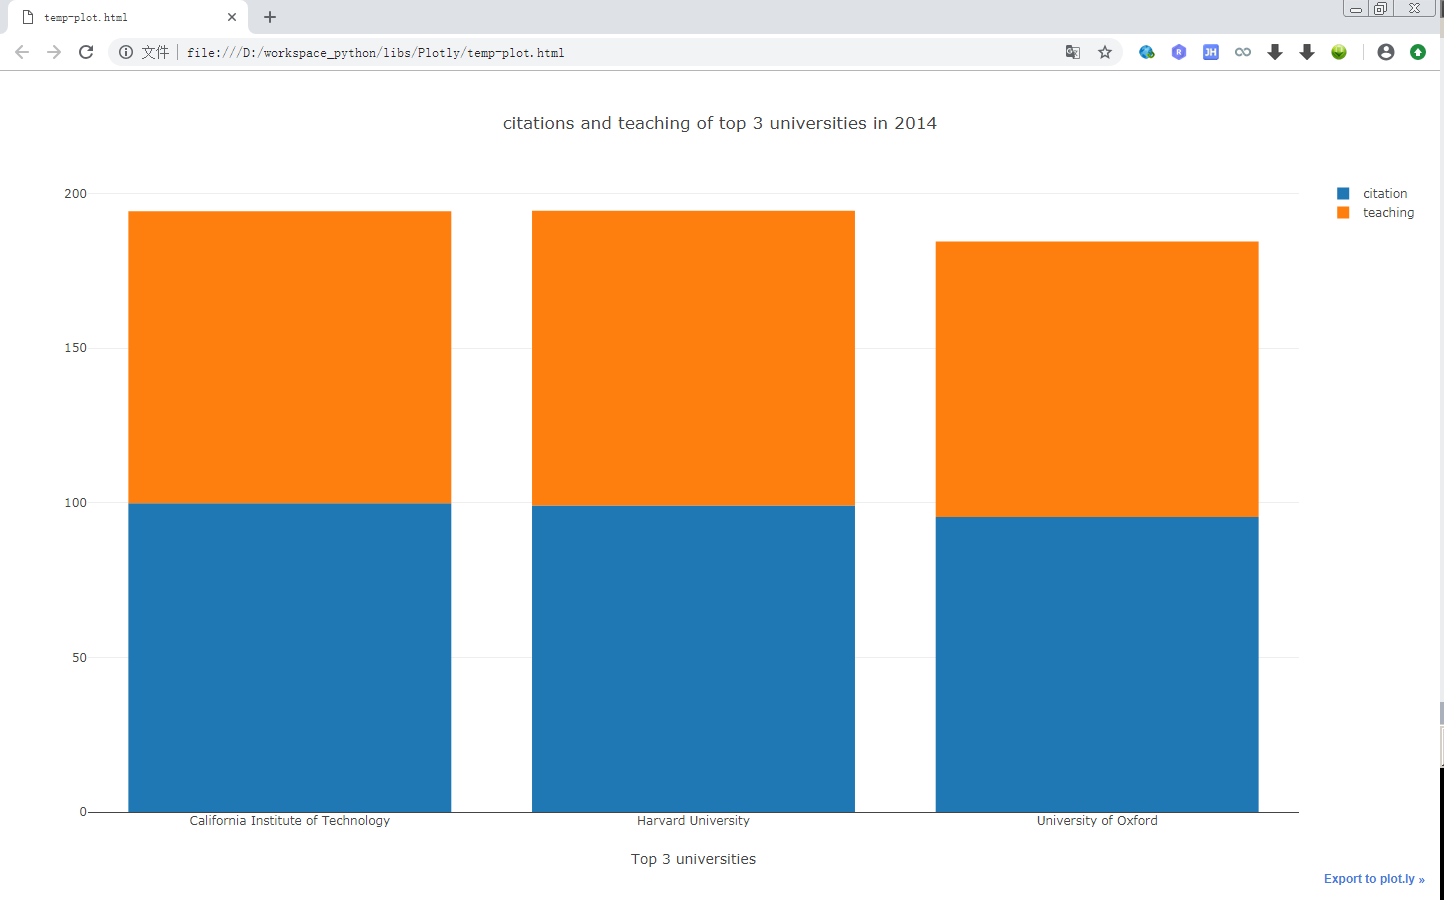 temp-plot.html
文件 file:///D:/workspace_python/libs/Plotly/temp-plot.html
R
JH
citations and teaching of top 3 universities in 2014
200
150
100
50
0
citation
teaching
California Institute of Technology
Harvard University
University of Oxford
Top 3 universities
Export to plot.ly »